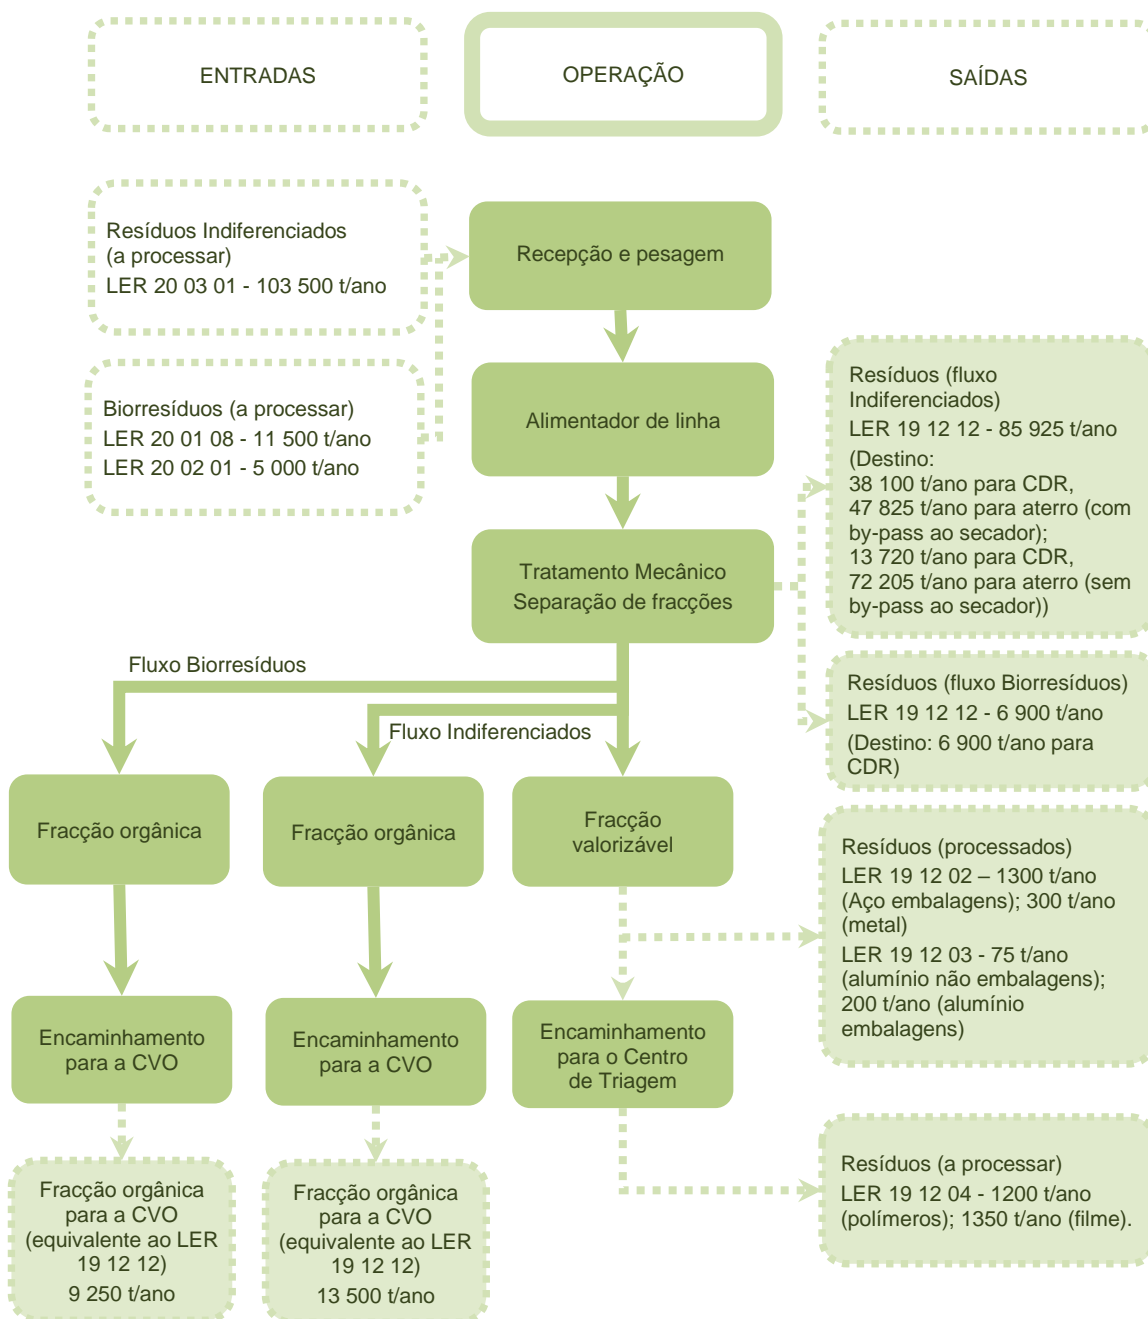 ENTRADAS
OPERAÇÃO
SAÍDAS
Resíduos Indiferenciados
(a processar)
LER 20 03 01 - 103 500 t/ano
Recepção e pesagem
Biorresíduos (a processar)
LER 20 01 08 - 11 500 t/ano
LER 20 02 01 - 5 000 t/ano
Alimentador de linha
Resíduos (fluxo
Indiferenciados)
LER 19 12 12 - 85 925 t/ano
(Destino:
38 100 t/ano para CDR,
47 825 t/ano para aterro (com
by-pass ao secador);
13 720 t/ano para CDR,
72 205 t/ano para aterro (sem
by-pass ao secador))
Tratamento Mecânico
Separação de fracções
Resíduos (fluxo Biorresíduos)
LER 19 12 12 - 6 900 t/ano
(Destino: 6 900 t/ano para
CDR)
Fluxo Biorresíduos
Fluxo Indiferenciados
Fracção orgânica
Fracção orgânica
Fracção
valorizável
Resíduos (processados)
LER 19 12 02 – 1300 t/ano
(Aço embalagens); 300 t/ano
(metal)
LER 19 12 03 - 75 t/ano
(alumínio não embalagens);
200 t/ano (alumínio
embalagens)
Encaminhamento
para a CVO
Encaminhamento
para a CVO
Encaminhamento
para o Centro
de Triagem
Fracção orgânica
para a CVO
(equivalente ao LER
19 12 12)
9 250 t/ano
Fracção orgânica
para a CVO
(equivalente ao LER
19 12 12)
13 500 t/ano
Resíduos (a processar)
LER 19 12 04 - 1200 t/ano
(polímeros); 1350 t/ano (filme).